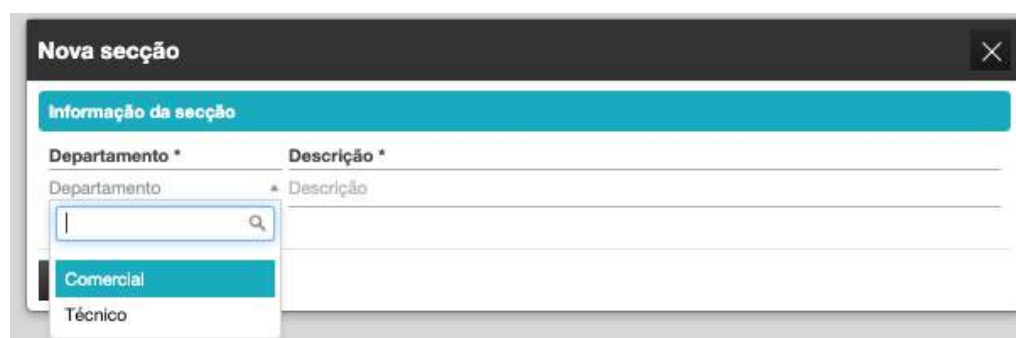 Nova secção
Informação da secção
Departamento * Descrição *
Departamento Descrição
Comercial
Técnico